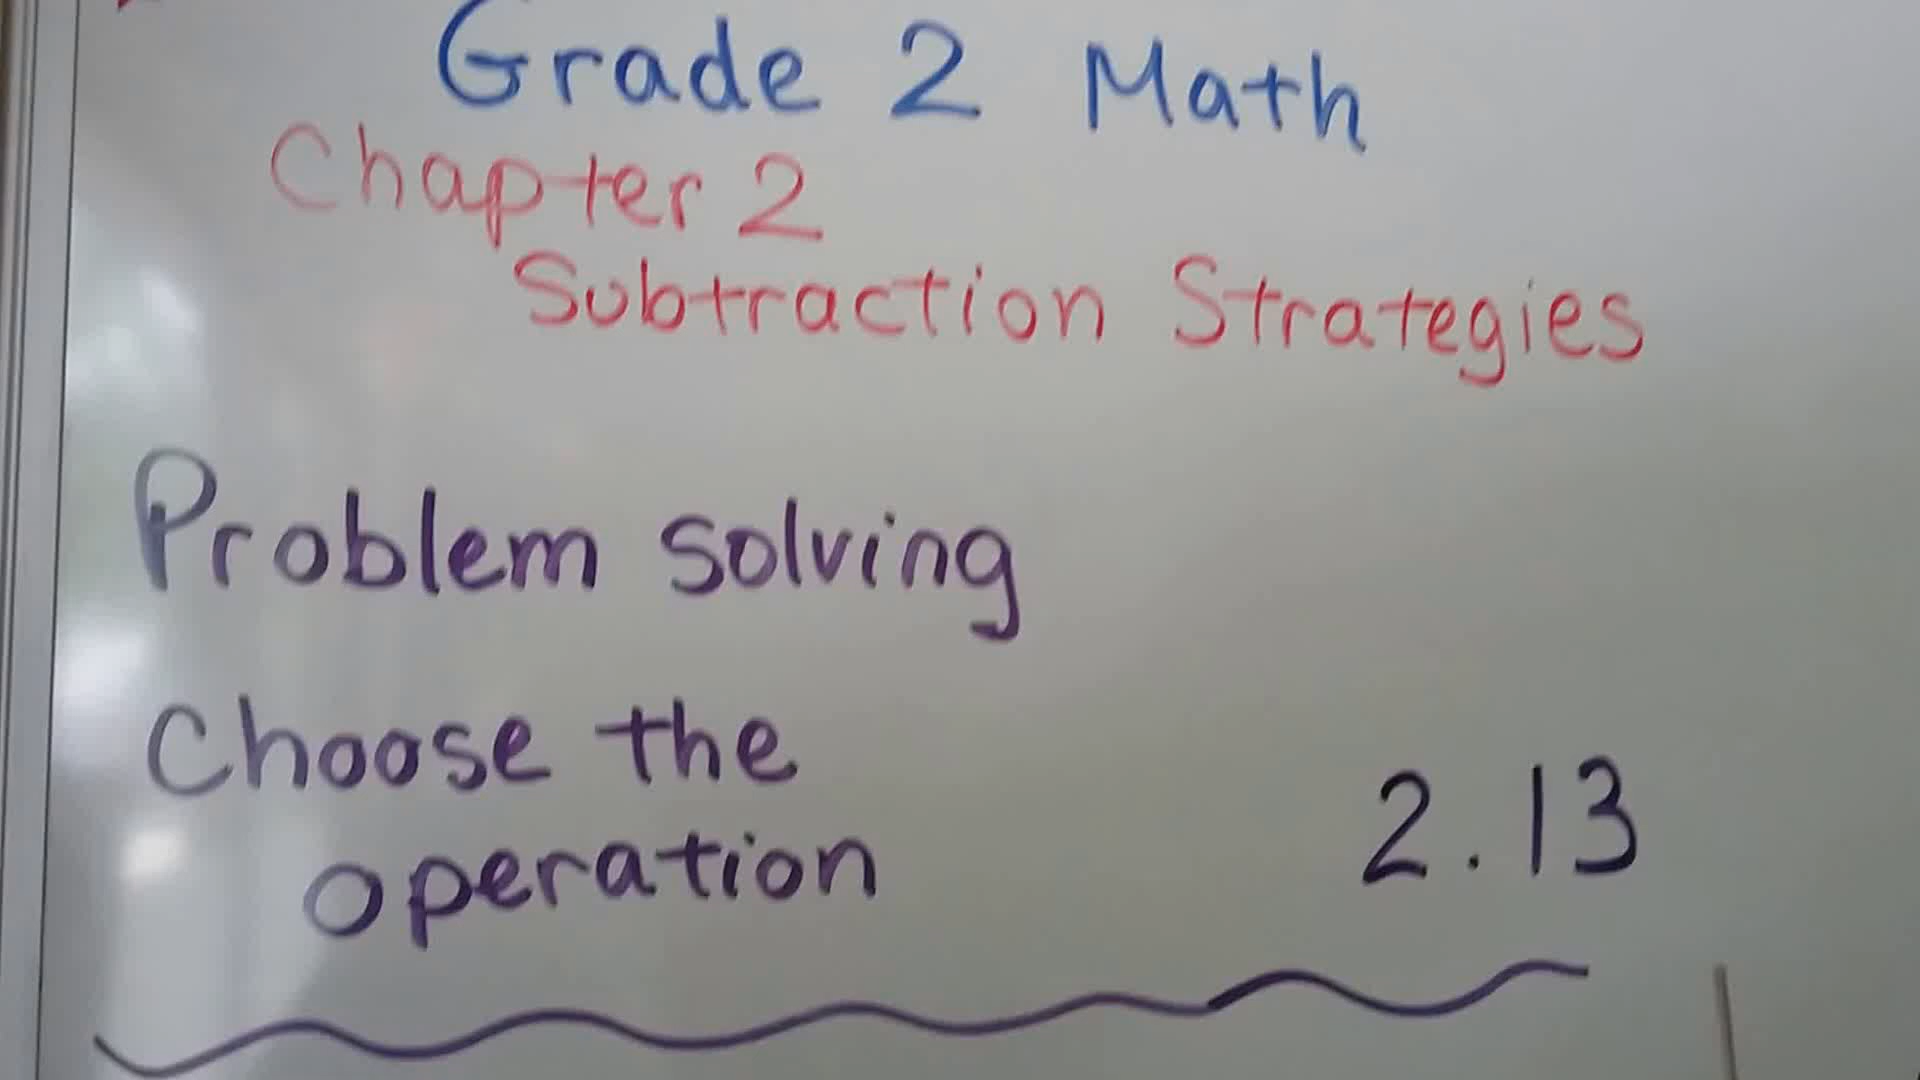 Grade 2 Math
Chapter 2
Subtraction Strategies
Problem solving
Choose the
operation
2.13